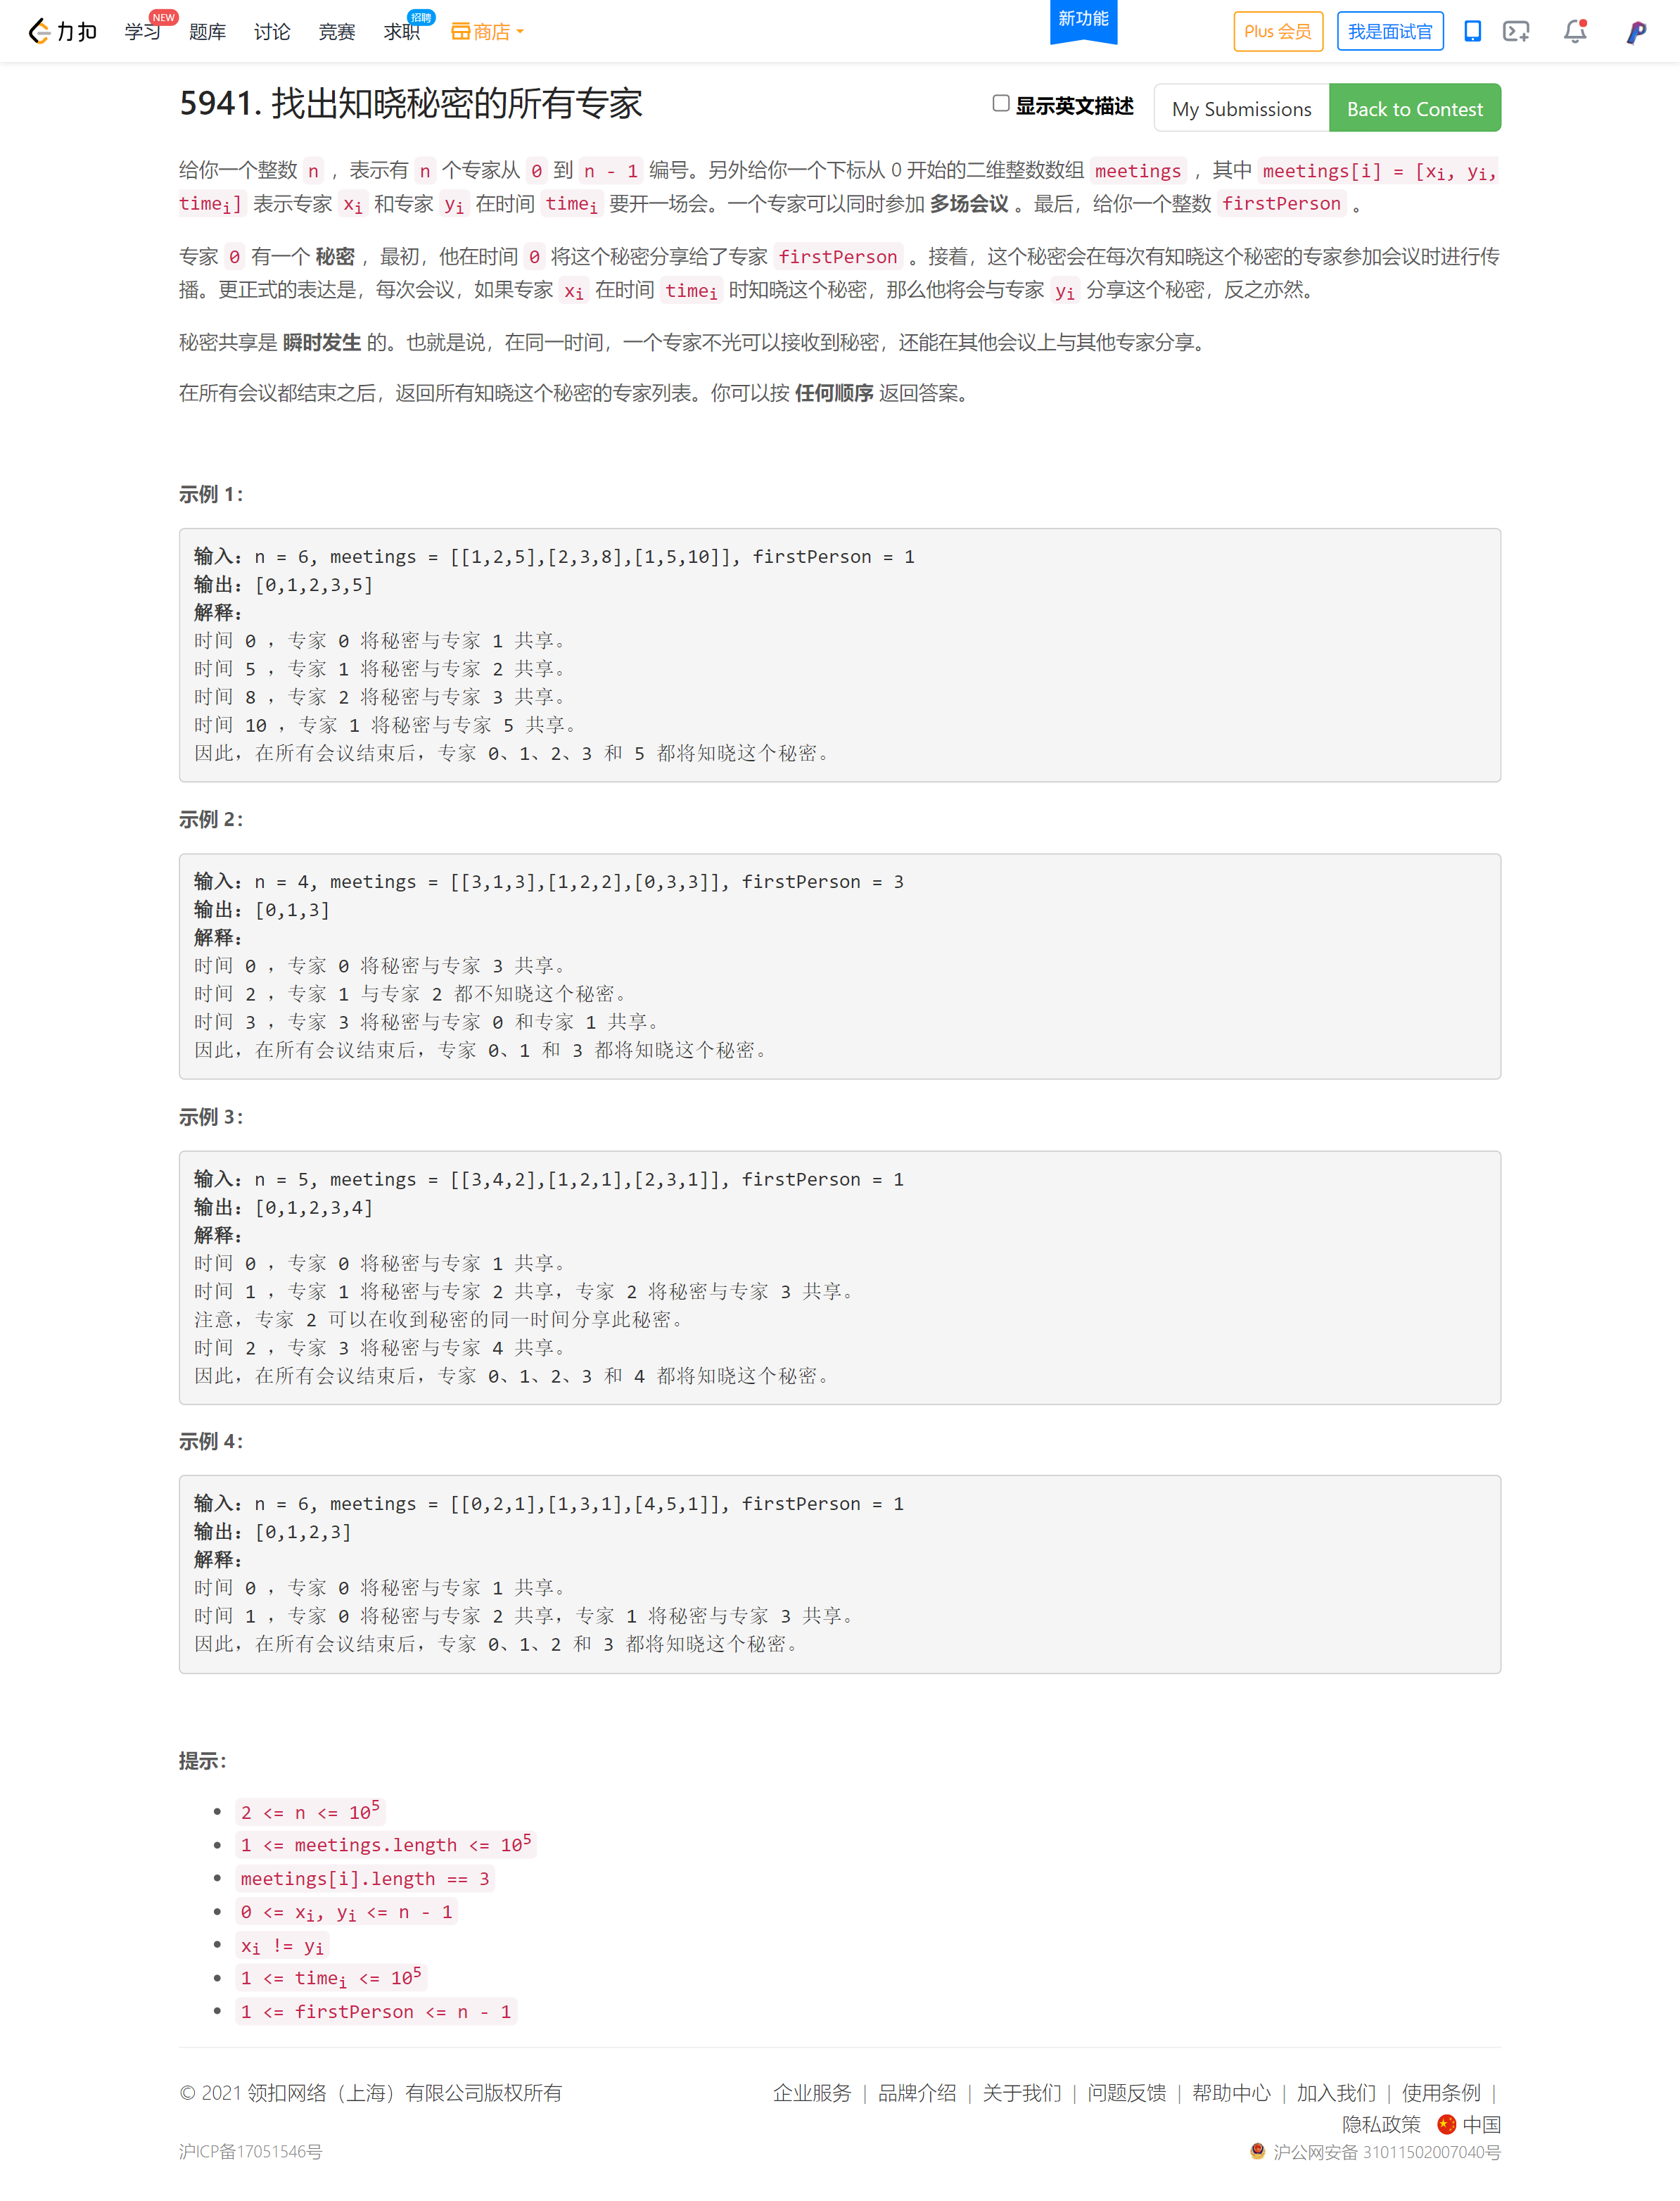 力扣 学习 NEW 题库 讨论 竞赛 求职 招聘 商店 新功能 Plus 会员 我是面试官
5941. 找出知晓秘密的所有专家 显示英文描述 My Submissions Back to Contest
给你一个整数 n ，表示有 n 个专家从 0 到 n - 1 编号。另外给你一个下标从 0 开始的二维整数数组 meetings ，其中 meetings[i] = [xi, yi,
timei] 表示专家 xi 和专家 yi 在时间 timei 要开一场会。一个专家可以同时参加 多场会议 。最后，给你一个整数 firstPerson 。
专家 0 有一个 秘密 ，最初，他在时间 0 将这个秘密分享给了专家 firstPerson 。接着，这个秘密会在每次有知晓这个秘密的专家参加会议时进行传
播。更正式的表达是，每次会议，如果专家 xi 在时间 timei 时知晓这个秘密，那么他将会与专家 yi 分享这个秘密，反之亦然。
秘密共享是 瞬时发生 的。也就是说，在同一时间，一个专家不光可以接收到秘密，还能在其他会议上与其他专家分享。
在所有会议都结束之后，返回所有知晓这个秘密的专家列表。你可以按 任何顺序 返回答案。
示例 1：
输入：n = 6, meetings = [[1,2,5],[2,3,8],[1,5,10]], firstPerson = 1
输出：[0,1,2,3,5]
解释：
时间 0 ，专家 0 将秘密与专家 1 共享。
时间 5 ，专家 1 将秘密与专家 2 共享。
时间 8 ，专家 2 将秘密与专家 3 共享。
时间 10 ，专家 1 将秘密与专家 5 共享。
因此，在所有会议结束后，专家 0、1、2、3 和 5 都将知晓这个秘密。
示例 2：
输入：n = 4, meetings = [[3,1,3],[1,2,2],[0,3,3]], firstPerson = 3
输出：[0,1,3]
解释：
时间 0 ，专家 0 将秘密与专家 3 共享。
时间 2 ，专家 1 与专家 2 都不知晓这个秘密。
时间 3 ，专家 3 将秘密与专家 0 和专家 1 共享。
因此，在所有会议结束后，专家 0、1 和 3 都将知晓这个秘密。
示例 3：
输入：n = 5, meetings = [[3,4,2],[1,2,1],[2,3,1]], firstPerson = 1
输出：[0,1,2,3,4]
解释：
时间 0 ，专家 0 将秘密与专家 1 共享。
时间 1 ，专家 1 将秘密与专家 2 共享，专家 2 将秘密与专家 3 共享。
注意，专家 2 可以在收到秘密的同一时间分享此秘密。
时间 2 ，专家 3 将秘密与专家 4 共享。
因此，在所有会议结束后，专家 0、1、2、3 和 4 都将知晓这个秘密。
示例 4：
输入：n = 6, meetings = [[0,2,1],[1,3,1],[4,5,1]], firstPerson = 1
输出：[0,1,2,3]
解释：
时间 0 ，专家 0 将秘密与专家 1 共享。
时间 1 ，专家 0 将秘密与专家 2 共享，专家 1 将秘密与专家 3 共享。
因此，在所有会议结束后，专家 0、1、2 和 3 都将知晓这个秘密。
提示：
• 2 <= n <= 10⁵
• 1 <= meetings.length <= 10⁵
• meetings[i].length == 3
• 0 <= xi, yi <= n - 1
• xi != yi
• 1 <= timei <= 10⁵
• 1 <= firstPerson <= n - 1
© 2021 领扣网络（上海）有限公司版权所有 企业服务 | 品牌介绍 | 关于我们 | 问题反馈 | 帮助中心 | 加入我们 | 使用条例 |
隐私政策 中国
沪ICP备17051546号 沪公网安备 31011502007040号